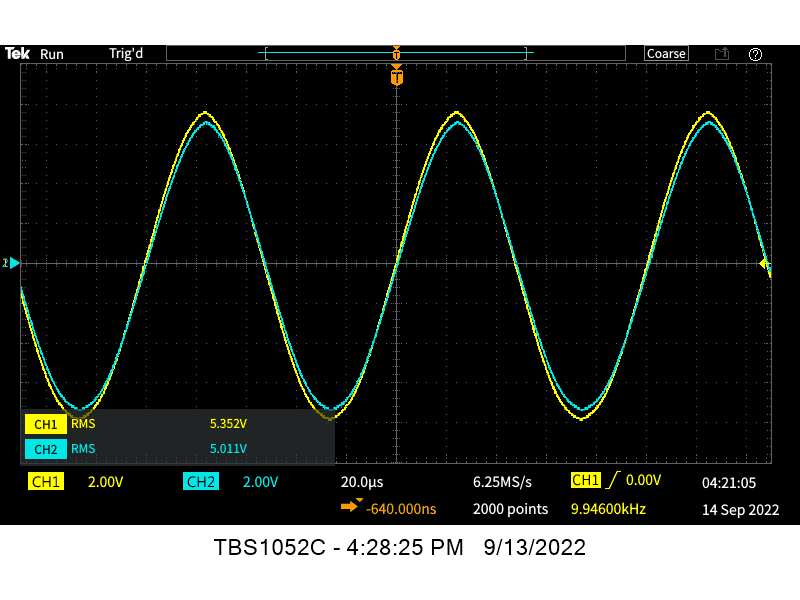 Tek Run Trig'd Coarse
T
T
2
CH1 RMS 5.352V
CH2 RMS 5.011V
CH1 2.00V CH2 2.00V 20.0µs 6.25MS/s CH1 0.00V 04:21:05
-640.000ns 2000 points 9.94600kHz 14 Sep 2022
TBS1052C - 4:28:25 PM 9/13/2022